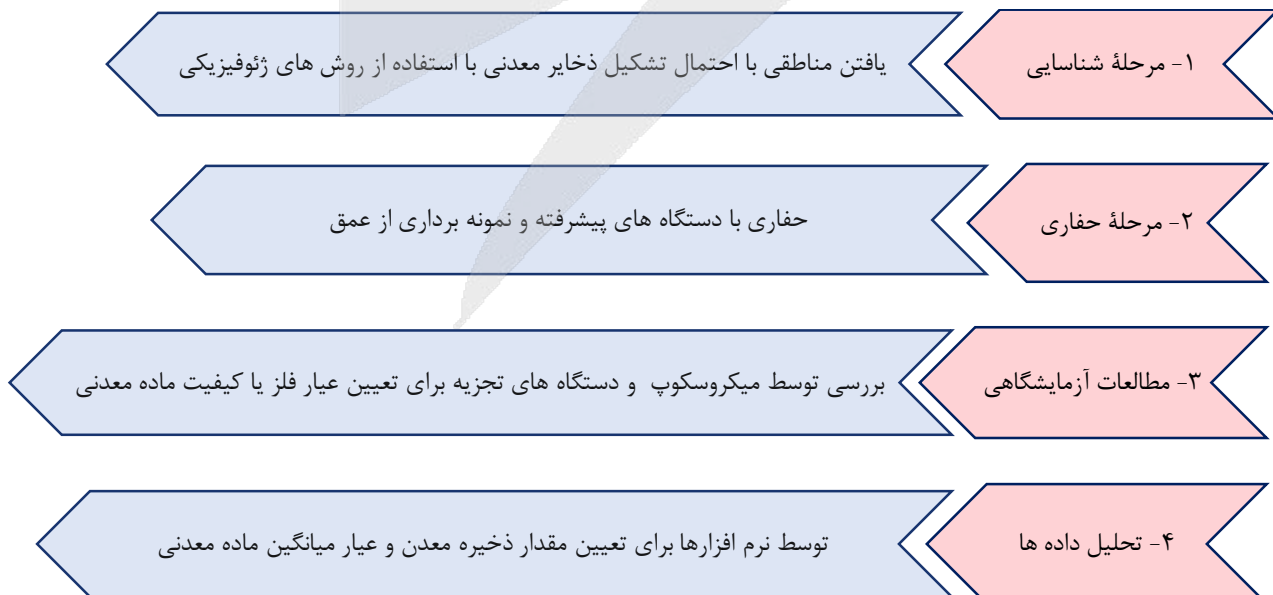 ۱- مرحلهٔ شناسایی
یافتن مناطقی با احتمال تشکیل ذخایر معدنی با استفاده از روش های ژئوفیزیکی
۲- مرحلهٔ حفاری
حفاری با دستگاه های پیشرفته و نمونه برداری از عمق
۳- مطالعات آزمایشگاهی
بررسی توسط میکروسکوپ و دستگاه های تجزیه برای تعیین عیار فلز یا کیفیت ماده معدنی
۴- تحلیل داده ها
توسط نرم افزارها برای تعیین مقدار ذخیره معدن و عیار میانگین ماده معدنی